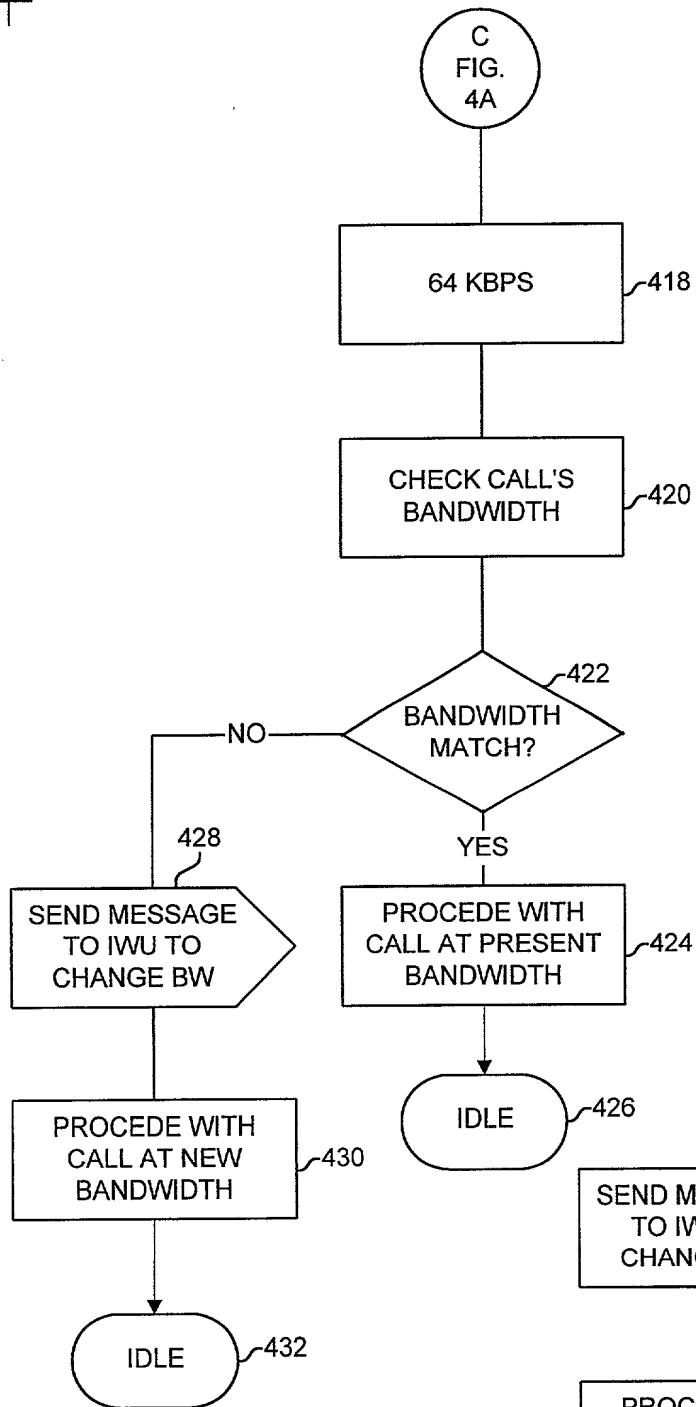 C
FIG.
4A
64 KBPS
418
CHECK CALL'S
BANDWIDTH
420
422
BANDWIDTH
MATCH?
NO
YES
428
SEND MESSAGE
TO IWU TO
CHANGE BW
PROCEDE WITH
CALL AT PRESENT
BANDWIDTH
424
IDLE
426
PROCEDE WITH
CALL AT NEW
BANDWIDTH
430
SEND
TO
IDLE
432